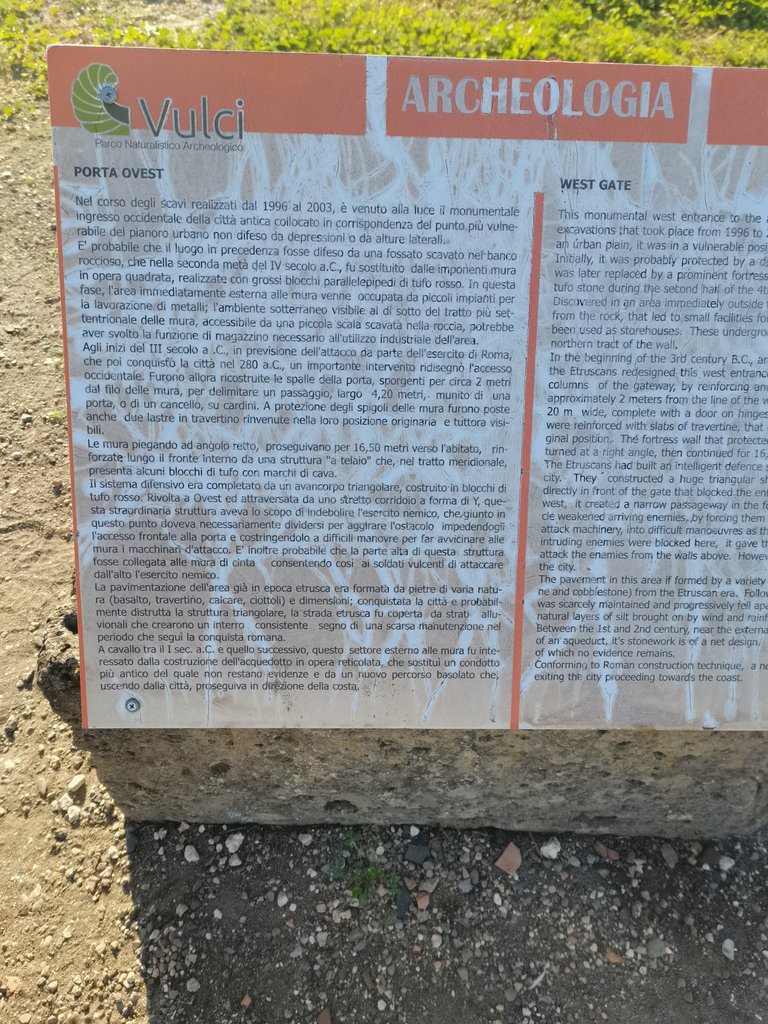 Vulci
Parco Naturalistico Archeologico
ARCHEOLOGIA
PORTA OVEST
Nel corso degli scavi realizzati dal 1996 al 2003, è venuto alla luce il monumentale
ingresso occidentale della città antica collocato in corrispondenza del punto più vulne-
rabile del pianoro urbano non difeso da depressioni o da alture laterali.
E' probabile che il luogo in precedenza fosse difeso da una fossato scavato nel banco
roccioso, che nella seconda metà del IV secolo a.C., fu sostituito dalle imponenti mura
in opera quadrata, realizzate con grossi blocchi parallelepipedi di tufo rosso. In questa
fase, l'area immediatamente esterna alle mura venne occupata da piccoli impianti per
la lavorazione di metalli; l'ambiente sotterraneo visibile al di sotto del tratto più set-
tentrionale delle mura, accessibile da una piccola scala scavata nella roccia, potrebbe
aver svolto la funzione di magazzino necessario all'utilizzo industriale dell'area.
Agli inizi del III secolo a .C., in previsione dell'attacco da parte dell'esercito di Roma,
che poi conquistò la città nel 280 a.C., un importante intervento ridisegnò l'accesso
occidentale. Furono allora ricostruite le spalle della porta, sporgenti per circa 2 metri
dal filo delle mura, per delimitare un passaggio, largo 4,20 metri, munito di una
porta, o di un cancello, su cardini. A protezione degli spigoli delle mura furono poste
anche due lastre in travertino rinvenute nella loro posizione originaria e tuttora visi-
bili.
Le mura piegando ad angolo retto, proseguivano per 16,50 metri verso l'abitato, rin-
forzate lungo il fronte interno da una struttura "a telaio" che, nel tratto meridionale,
presenta alcuni blocchi di tufo con marchi di cava.
Il sistema difensivo era completato da un avancorpo triangolare, costruito in blocchi di
tufo rosso. Rivolta a Ovest ed attraversata da uno stretto corridoio a forma di Y, que-
sta straordinaria struttura aveva lo scopo di indebolire l'esercito nemico, che,giunto in
questo punto doveva necessariamente dividersi per aggirare l'ostacolo impedendogli
l'accesso frontale alla porta e costringendolo a difficili manovre per far avvicinare alle
mura i macchinari d'attacco. E' inoltre probabile che la parte alta di questa struttura
fosse collegata alle mura di cinta consentendo così ai soldati vulcenti di attaccare
dall'alto l'esercito nemico.
La pavimentazione dell'area già in epoca etrusca era formata da pietre di varia natu-
ra (basalto, travertino, calcare, ciottoli) e dimensioni; conquistata la città e probabil-
mente distrutta la struttura triangolare, la strada etrusca fu coperta da strati allu-
vionali che crearono un interro consistente segno di una scarsa manutenzione nel
periodo che seguì la conquista romana.
A cavallo tra il I sec. a.C. e quello successivo, questo settore esterno alle mura fu inte-
ressato dalla costruzione dell'acquedotto in opera reticolata, che sostituì un condotto
più antico del quale non restano evidenze e da un nuovo percorso basolato che,
uscendo dalla città, proseguiva in direzione della costa.
WEST GATE
This monumental west entrance to the
excavations that took place from 1996 to
an urban plain, it was in a vulnerable posi
Initially, it was probably protected by a
was later replaced by a prominent fortress
tufo stone during the second half of the 4t
Discovered in an area immediately outside
from the rock, that led to small facilities fo
been used as storehouses. These undergro
northern tract of the wall.
In the beginning of the 3rd century B.C., a
the Etruscans redesigned this west entranc
columns of the gateway, by reinforcing an
approximately 2 meters from the line of the w
20 m wide, complete with a door on hinges
were reinforced with slabs of travertine, that
ginal position. The fortress wall that protecte
turned at a right angle, then continued for 16,
The Etruscans had built an intelligent defence s
city. They constructed a huge triangular s
directly in front of the gate that blocked the en
west, it created a narrow passageway in the fo
cle weakened arriving enemies, by forcing them
attack machinery, into difficult manoeuvres as th
intruding enemies were blocked here, it gave th
attack the enemies from the walls above. Howev
the city.
The pavement in this area if formed by a variety
ne and cobblestone) from the Etruscan era. Follow
was scarcely maintained and progressively fell apa
natural layers of silt brought on by wind and rainf
Between the 1st and 2nd century, near the externa
of an aqueduct, it's stonework is of a net design,
of which no evidence remains.
Conforming to Roman construction technique, a ne
exiting the city proceeding towards the coast.